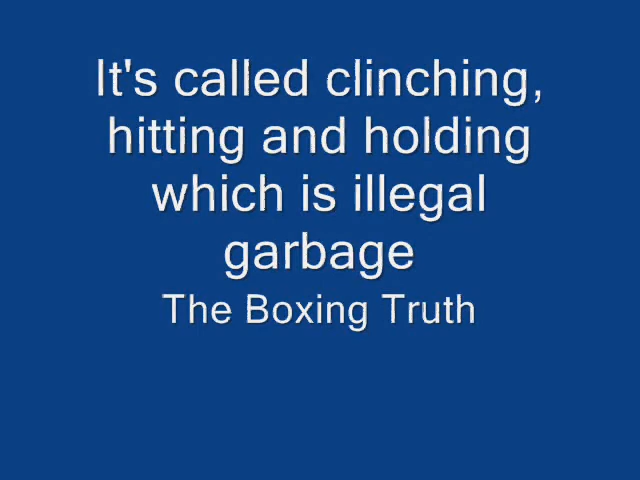 It's called clinching,
hitting and holding
which is illegal
garbage
The Boxing Truth